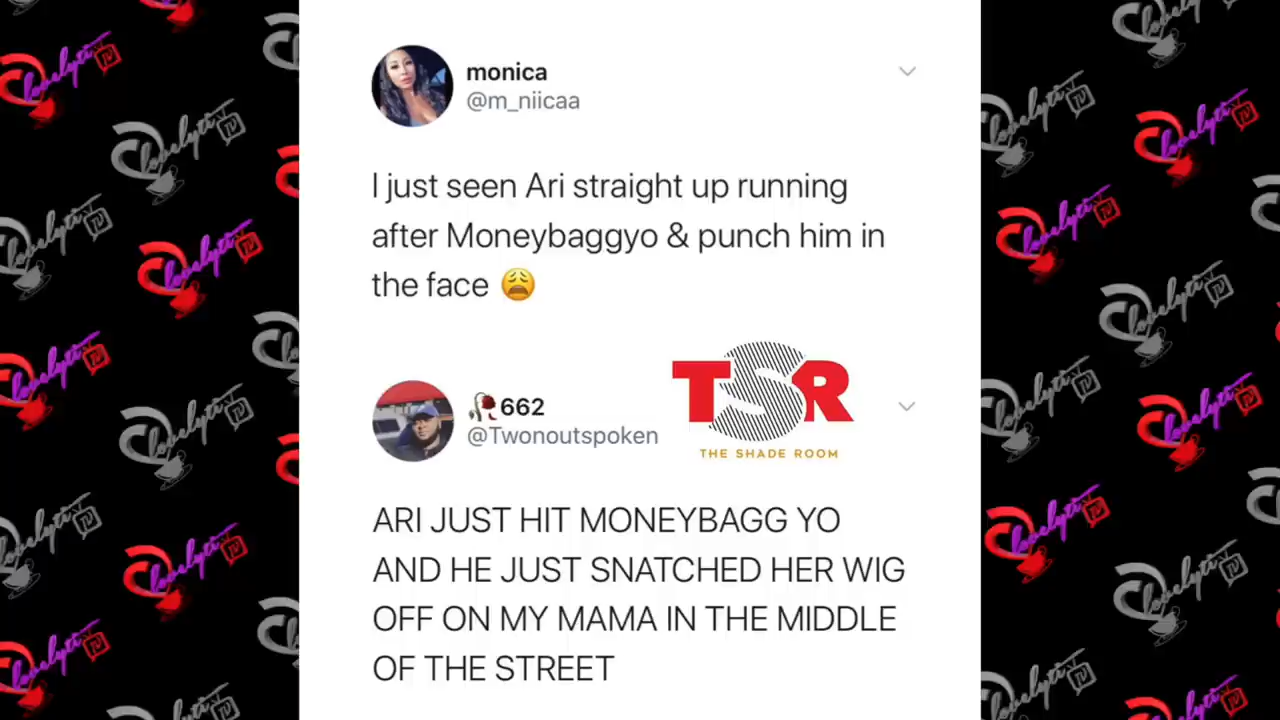 monica
@m_niicaa
I just seen Ari straight up running
after Moneybaggyo & punch him in
the face 😩
TSR
THE SHADE ROOM
🥀662
@Twonoutspoken
ARI JUST HIT MONEYBAGG YO
AND HE JUST SNATCHED HER WIG
OFF ON MY MAMA IN THE MIDDLE
OF THE STREET
lovelyti TV